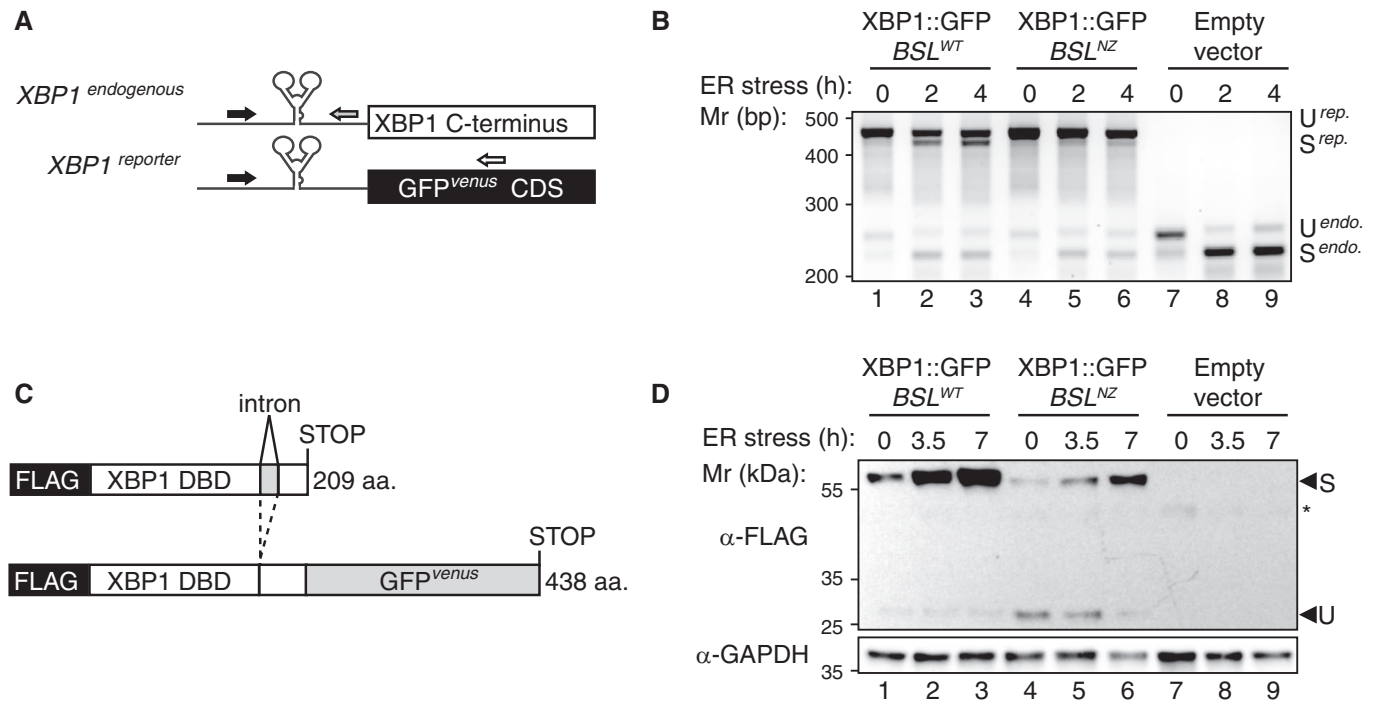 A
XBP1 endogenous
XBP1 C-terminus
XBP1 reporter
GFPvenus CDS
B
XBP1::GFP XBP1::GFP Empty
BSLWT BSLNZ vector
ER stress (h): 0 2 4 0 2 4 0 2 4
Mr (bp):
500
400
300
200
U rep.
S rep.
U endo.
S endo.
1 2 3 4 5 6 7 8 9
C
intron
STOP
FLAG XBP1 DBD 209 aa.
STOP
FLAG XBP1 DBD GFPvenus 438 aa.
D
XBP1::GFP XBP1::GFP Empty
BSLWT BSLNZ vector
ER stress (h): 0 3.5 7 0 3.5 7 0 3.5 7
Mr (kDa):
55
S
*
α-FLAG
35
25
U
α-GAPDH
35
1 2 3 4 5 6 7 8 9